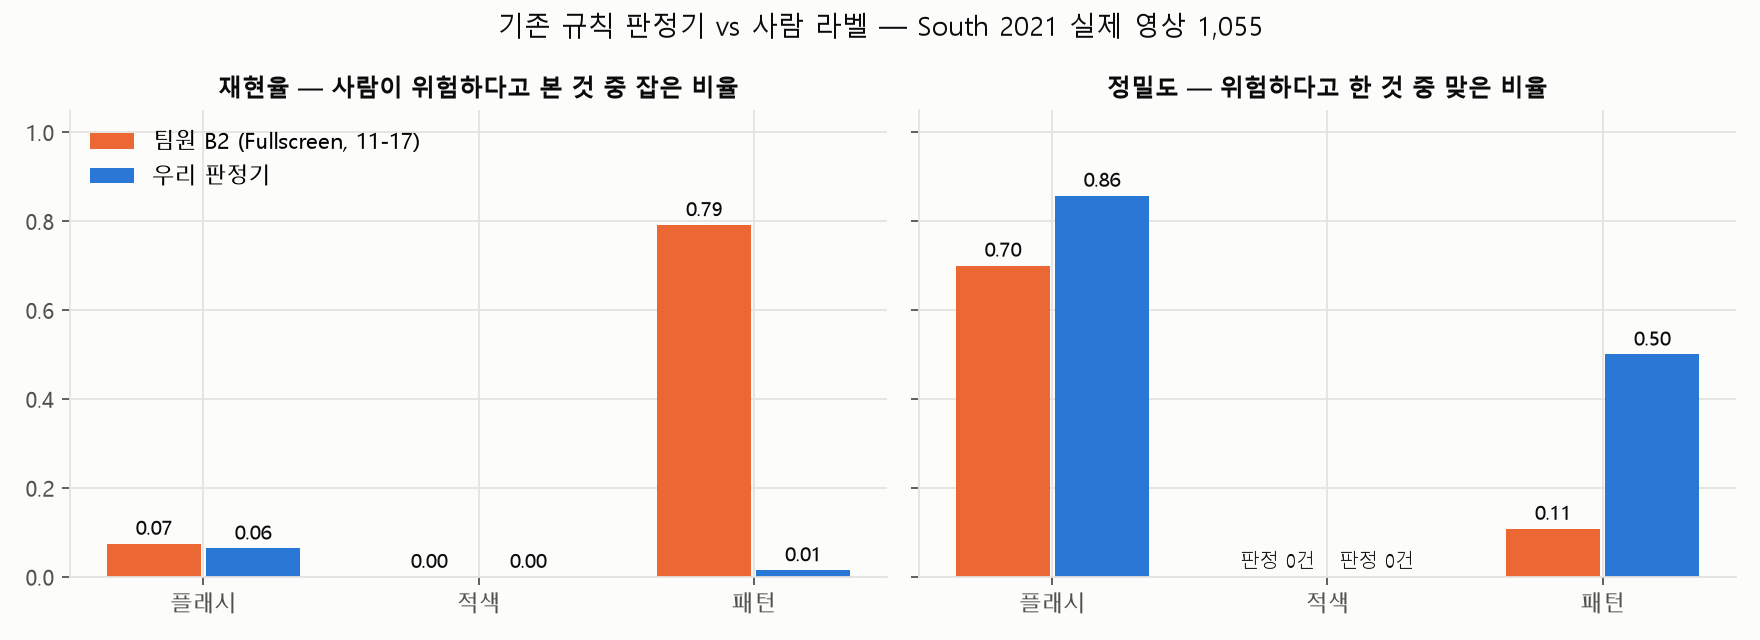 기존 규칙 판정기 vs 사람 라벨 — South 2021 실제 영상 1,055
재현율 — 사람이 위험하다고 본 것 중 잡은 비율
1.0
0.8
0.6
0.4
0.2
0.0
팀원 B2 (Fullscreen, 11-17)
우리 판정기
0.07
0.06
0.00
0.00
0.79
0.01
플래시
적색
패턴
정밀도 — 위험하다고 한 것 중 맞은 비율
0.70
0.86
판정 0건
판정 0건
0.11
0.50
플래시
적색
패턴